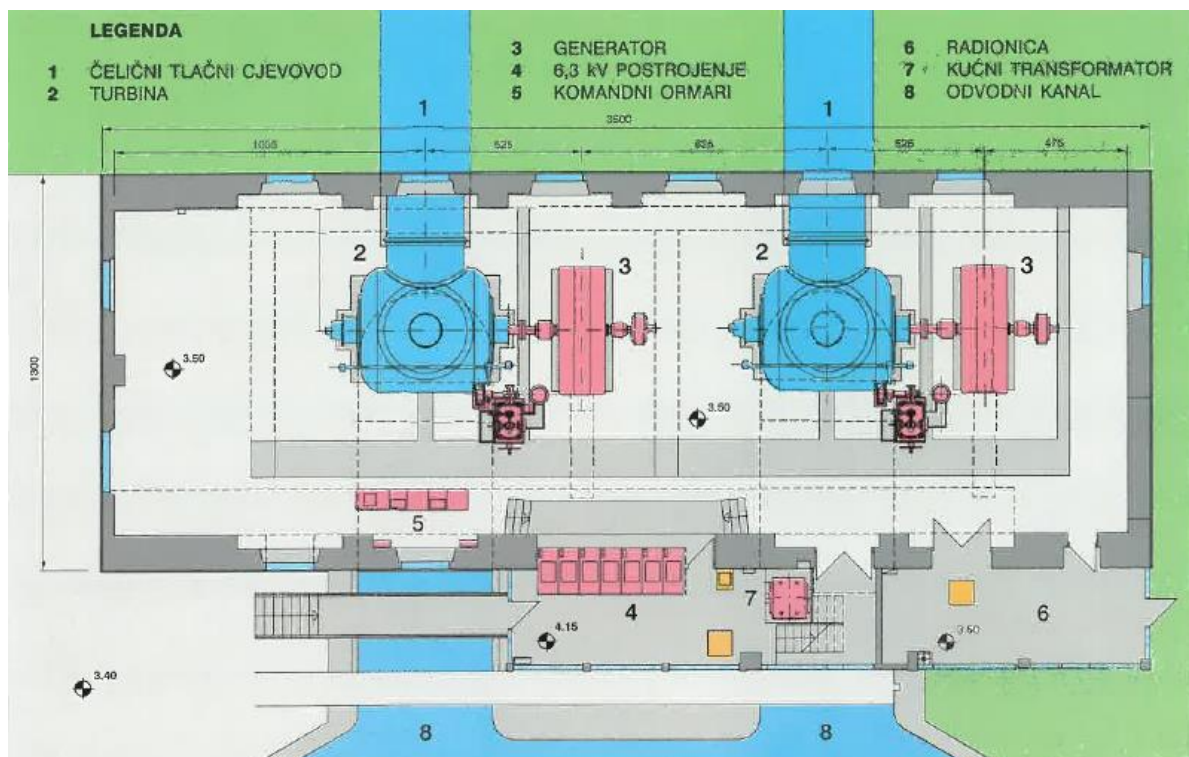 LEGENDA
1 ČELIČNI TLAČNI CJEVOVOD
2 TURBINA
3 GENERATOR
4 6,3 kV POSTROJENJE
5 KOMANDNI ORMARI
6 RADIONICA
7 KUĆNI TRANSFORMATOR
8 ODVODNI KANAL
1
1
3500
525
525
475
1300
2
3
2
3
3.50
3.50
5
4
7
6
4.15
3.50
3.40
8
8